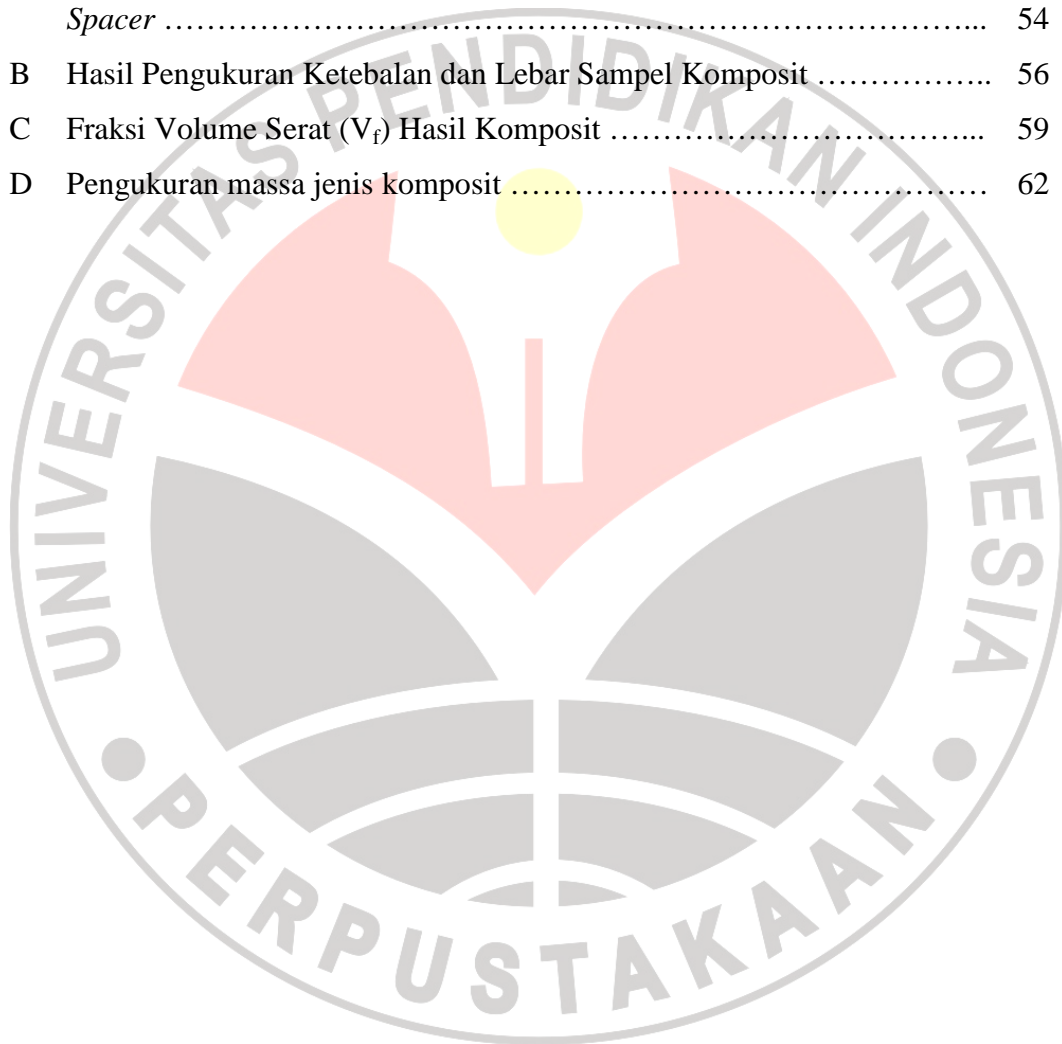 Spacer ……………………………………………………………………... 54
B Hasil Pengukuran Ketebalan dan Lebar Sampel Komposit …………….. 56
C Fraksi Volume Serat (Vf) Hasil Komposit ………………………………... 59
D Pengukuran massa jenis komposit ………………………………………… 62
UNIVERSITAS PENDIDIKAN INDONESIA
PERPUSTAKAAN